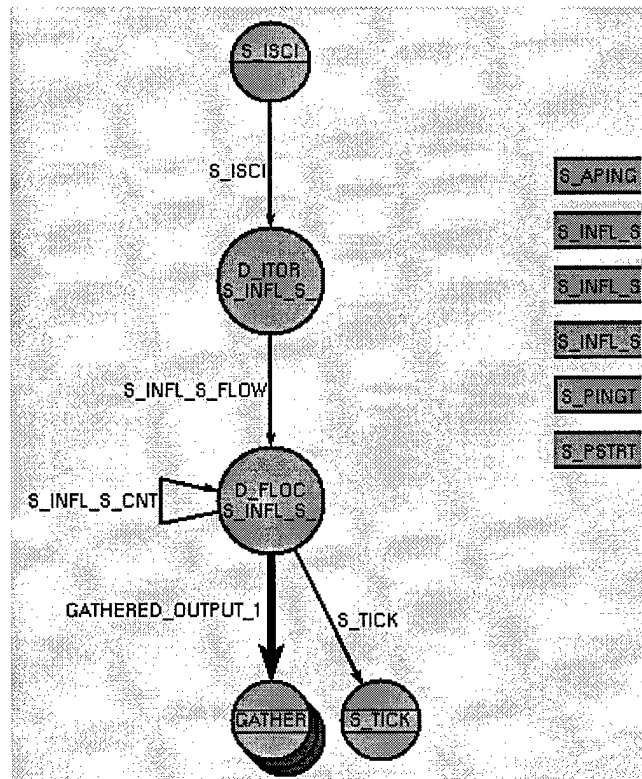 S_ISCI
S_ISCI
S_APING
D_ITOR
S_INFL_S_
S_INFL_S
S_INFL_S
S_INFL_S
S_INFL_S_FLOW
S_PINGT
S_PSTRT
D_FLOC
S_INFL_S_
S_INFL_S_CNT
GATHERED_OUTPUT_1
S_TICK
GATHER
S_TICK